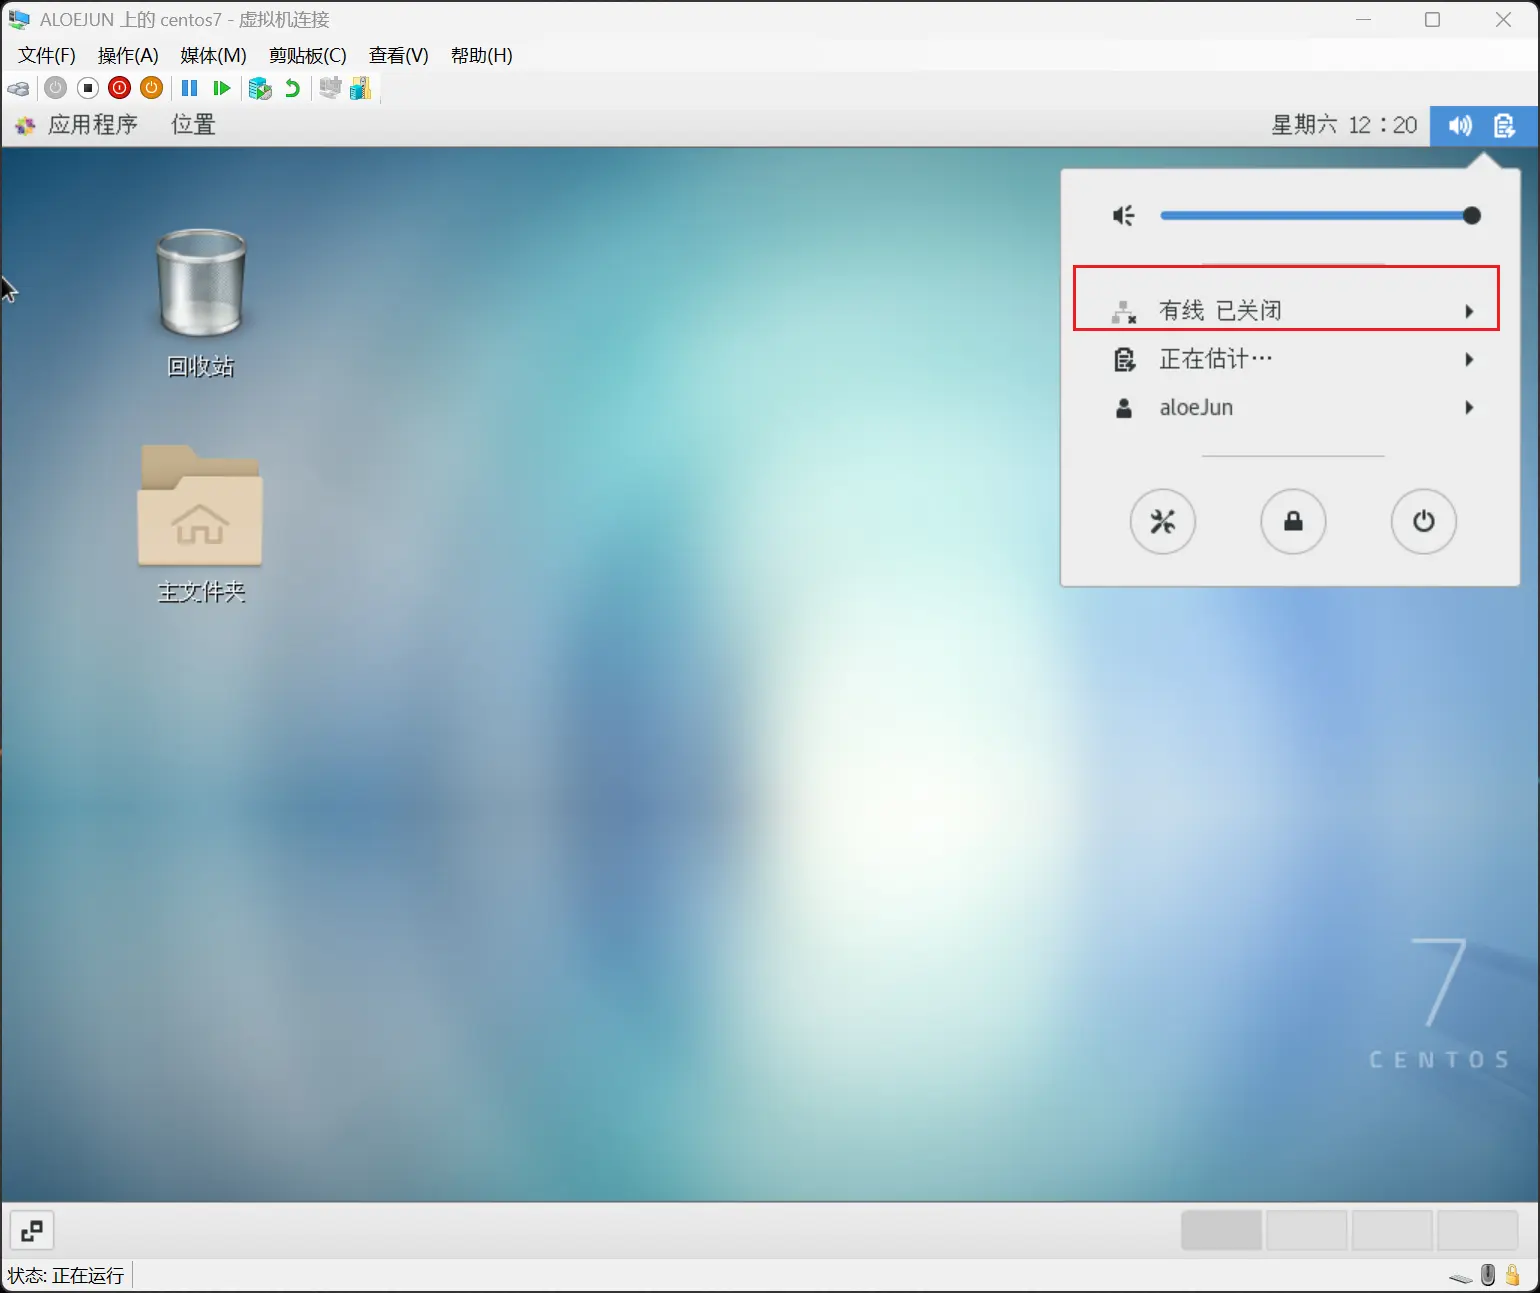 ALOEJUN 上的 centos7 - 虚拟机连接
文件(F) 操作(A) 媒体(M) 剪贴板(C) 查看(V) 帮助(H)
应用程序 位置 星期六 12:20
有线 已关闭
正在估计…
aloeJun
回收站
主文件夹
7
CENTOS
状态: 正在运行